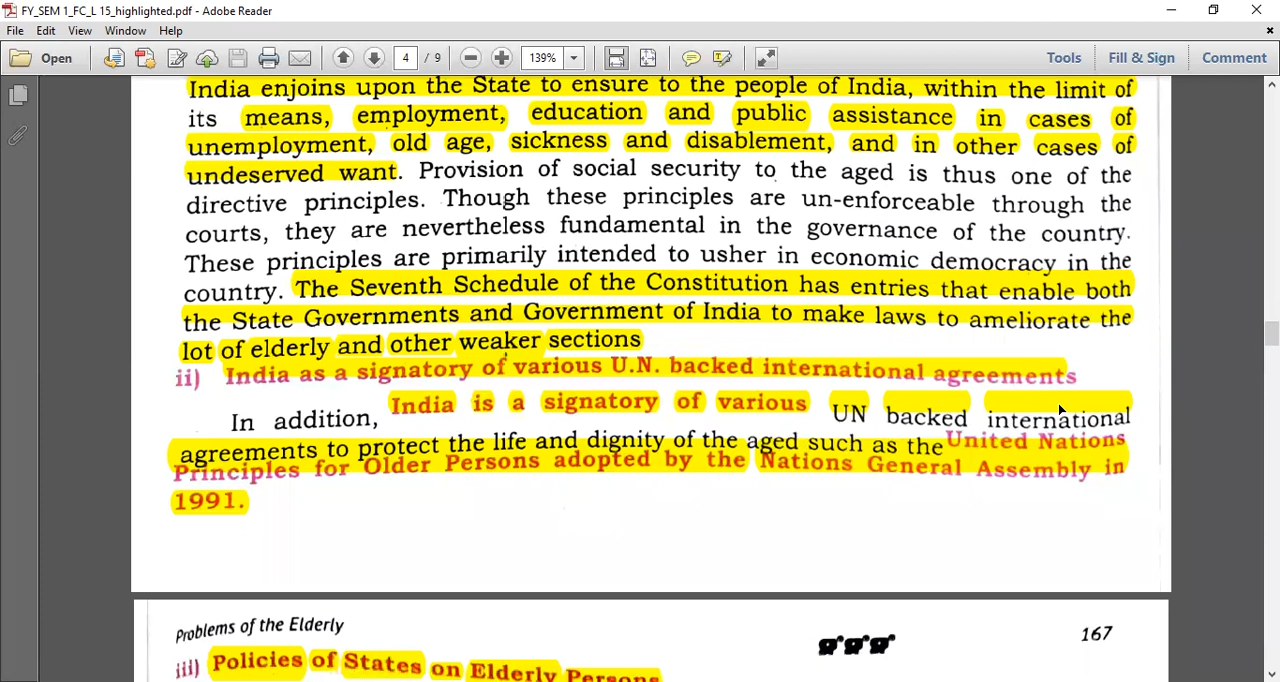 FY_SEM 1_FC_L 15_highlighted.pdf - Adobe Reader
File Edit View Window Help
Open 4 / 9 139% Tools Fill & Sign Comment
India enjoins upon the State to ensure to the people of India, within the limit of
its means, employment, education and public assistance in cases of
unemployment, old age, sickness and disablement, and in other cases of
undeserved want. Provision of social security to the aged is thus one of the
directive principles. Though these principles are un-enforceable through the
courts, they are nevertheless fundamental in the governance of the country.
These principles are primarily intended to usher in economic democracy in the
country. The Seventh Schedule of the Constitution has entries that enable both
the State Governments and Government of India to make laws to ameliorate the
lot of elderly and other weaker sections
ii) India as a signatory of various U.N. backed international agreements
In addition, India is a signatory of various UN backed international
agreements to protect the life and dignity of the aged such as the United Nations
Principles for Older Persons adopted by the Nations General Assembly in
1991.
Problems of the Elderly 167
iii) Policies of States on Elderly Persons